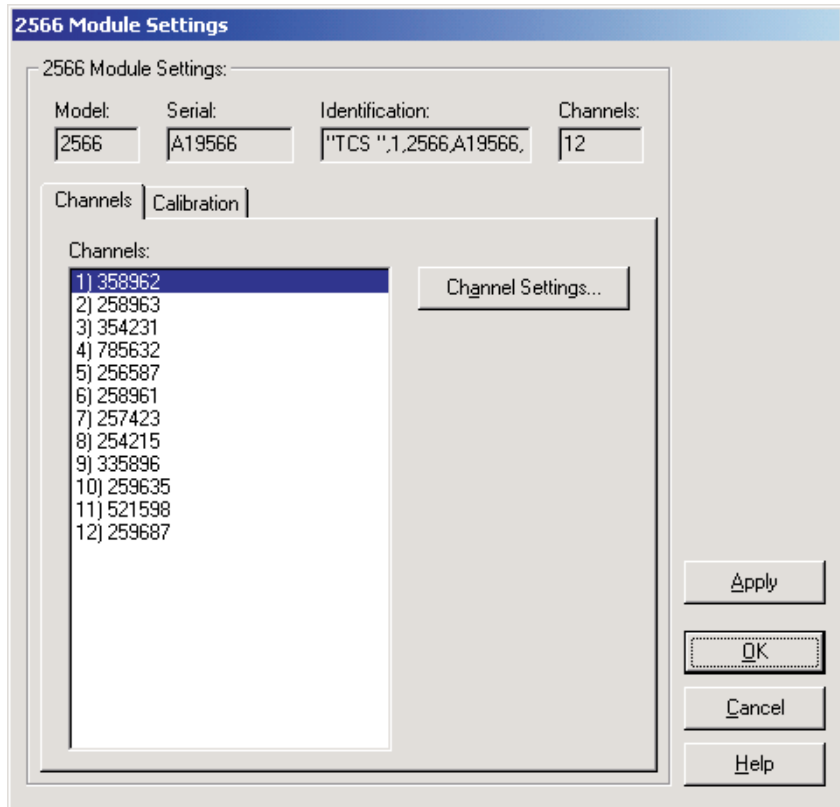 2566 Module Settings
2566 Module Settings:
Model: Serial: Identification: Channels:
2566 A19566 "TCS ",1,2566,A19566, 12
Channels Calibration
Channels:
1) 358962
Channel Settings...
2) 258963
3) 354231
4) 785632
5) 256587
6) 258961
7) 257423
8) 254215
9) 335896
10) 259635
11) 521598
12) 259687
Apply
OK
Cancel
Help